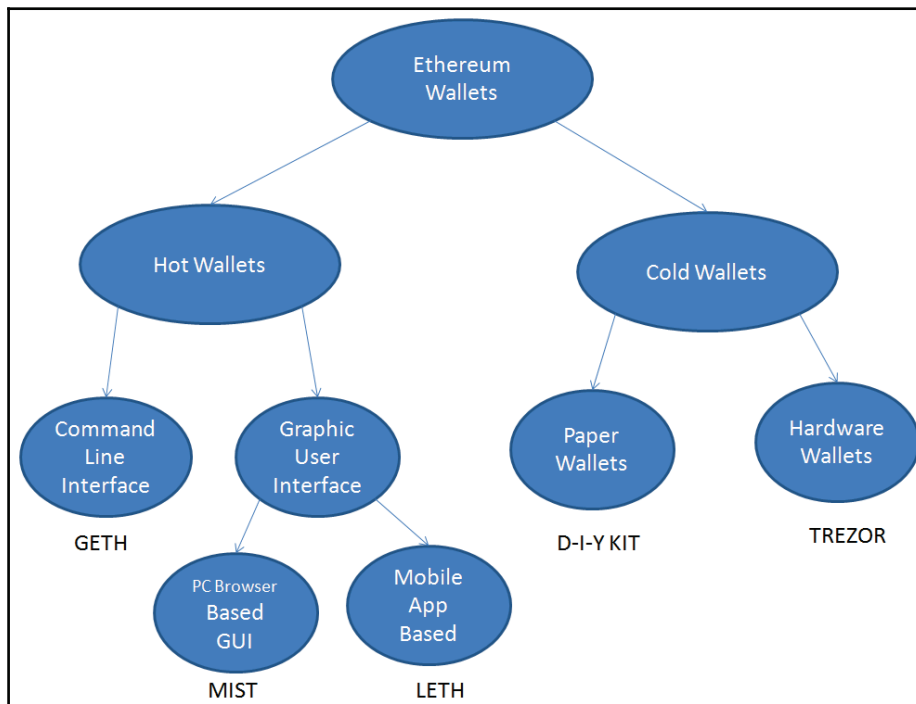 Ethereum
Wallets
Hot Wallets
Cold Wallets
Command
Line
Interface
Graphic
User
Interface
Paper
Wallets
Hardware
Wallets
GETH
D-I-Y KIT
TREZOR
PC Browser
Based
GUI
Mobile
App
Based
MIST
LETH